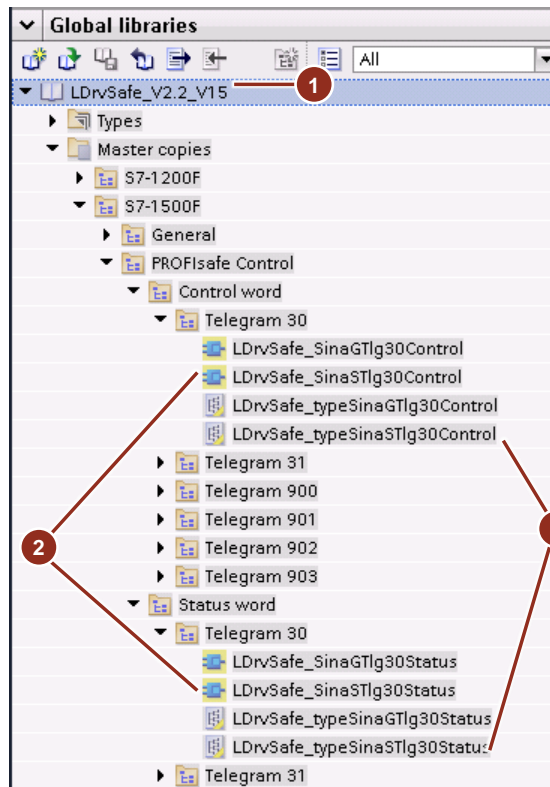 Global libraries
All
LDrvSafe_V2.2_V15
1
Types
Master copies
S7-1200F
S7-1500F
General
PROFIsafe Control
Control word
Telegram 30
LDrvSafe_SinaGTlg30Control
LDrvSafe_SinaSTlg30Control
LDrvSafe_typeSinaGTlg30Control
LDrvSafe_typeSinaSTlg30Control
Telegram 31
Telegram 900
Telegram 901
2
Telegram 902
Telegram 903
Status word
Telegram 30
LDrvSafe_SinaGTlg30Status
LDrvSafe_SinaSTlg30Status
LDrvSafe_typeSinaGTlg30Status
LDrvSafe_typeSinaSTlg30Status
Telegram 31